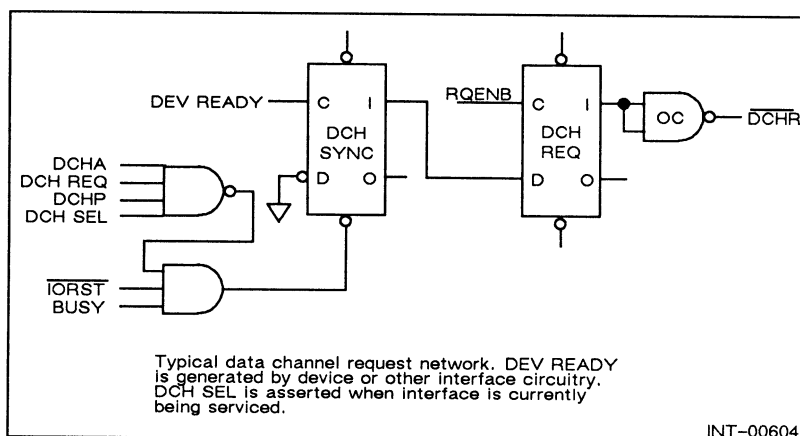 DEV READY
C
1
DCH
SYNC
D
O
RQENB
C
1
DCH
REQ
D
O
OC
DCHR
DCHA
DCH REQ
DCHP
DCH SEL
IORST
BUSY
Typical data channel request network. DEV READY
is generated by device or other interface circuitry.
DCH SEL is asserted when interface is currently
being serviced.
INT-00604